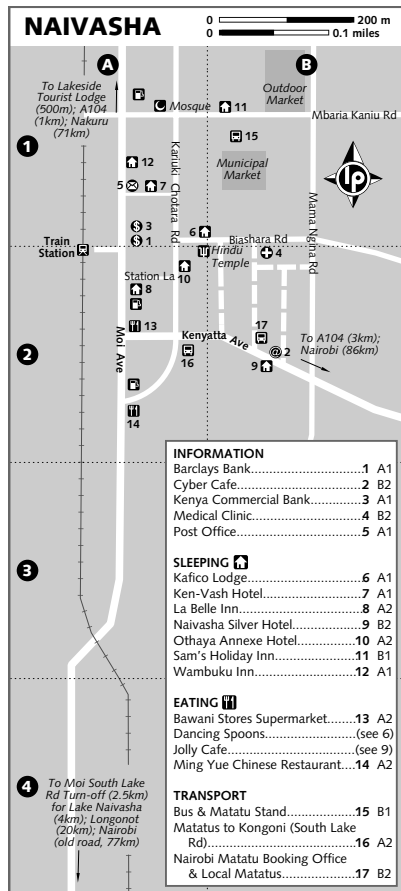 NAIVASHA
0 200 m
0 0.1 miles
A
B
To Lakeside
Tourist Lodge
(500m); A104
(1km); Nakuru
(71km)
Mosque
11
Outdoor
Market
Mbaria Kaniu Rd
1
15
12
Municipal
Market
5
7
Kariuki Chotara Rd
lp
Mama Ngina Rd
3
6
Biashara Rd
Train
Station
1
Hindu
Temple
4
Station La
10
8
13
17
Kenyatta Ave
To A104 (3km);
Nairobi (86km)
2
Moi Ave
16
2
9
14
3
4
To Moi South Lake
Rd Turn-off (2.5km)
for Lake Naivasha
(4km); Longonot
(20km); Nairobi
(old road, 77km)
INFORMATION
Barclays Bank..............................1 A1
Cyber Cafe..................................2 B2
Kenya Commercial Bank............3 A1
Medical Clinic.............................4 B2
Post Office..................................5 A1
SLEEPING
Kafico Lodge...............................6 A1
Ken-Vash Hotel..........................7 A1
La Belle Inn.................................8 A2
Naivasha Silver Hotel.................9 B2
Othaya Annexe Hotel...............10 A2
Sam's Holiday Inn.....................11 B1
Wambuku Inn...........................12 A1
EATING
Bawani Stores Supermarket.....13 A2
Dancing Spoons...................(see 6)
Jolly Cafe..............................(see 9)
Ming Yue Chinese Restaurant...14 A2
TRANSPORT
Bus & Matatu Stand.................15 B1
Matatus to Kongoni (South Lake
Rd).........................................16 A2
Nairobi Matatu Booking Office
& Local Matatus....................17 B2